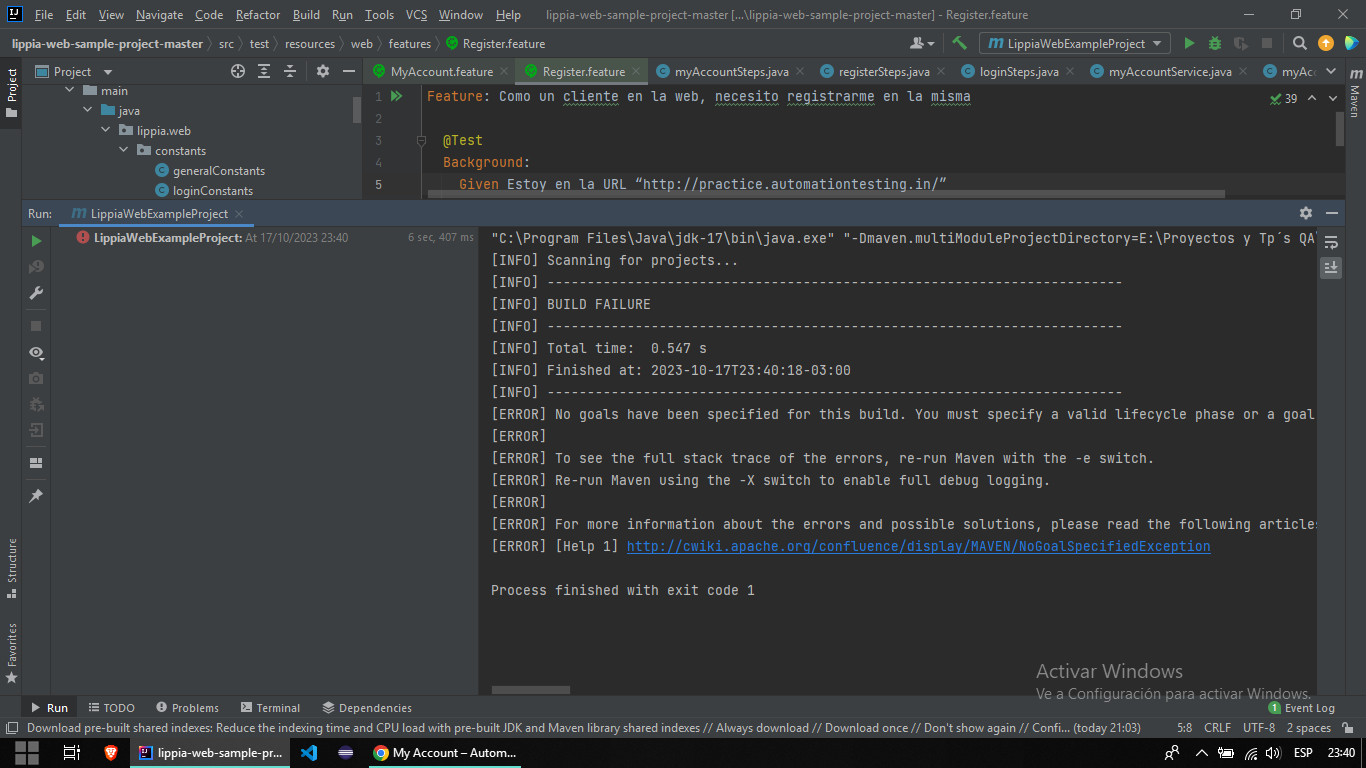 File Edit View Navigate Code Refactor Build Run Tools VCS Window Help lippia-web-sample-project-master [...\lippia-web-sample-project-master] - Register.feature
lippia-web-sample-project-master src test resources web features Register.feature LippiaWebExampleProject
Project MyAccount.feature Register.feature myAccountSteps.java registerSteps.java loginSteps.java myAccountService.java myAcc
Project
Maven
main
java
lippia.web
constants
generalConstants
loginConstants
1 Feature: Como un cliente en la web, necesito registrarme en la misma
39
2
3 @Test
4 Background:
5 Given Estoy en la URL “http://practice.automationtesting.in/”
Run: LippiaWebExampleProject
LippiaWebExampleProject: At 17/10/2023 23:40 6 sec, 407 ms
"C:\Program Files\Java\jdk-17\bin\java.exe" "-Dmaven.multiModuleProjectDirectory=E:\Proyectos y Tp´s QA\
[INFO] Scanning for projects...
[INFO] ------------------------------------------------------------------------
[INFO] BUILD FAILURE
[INFO] ------------------------------------------------------------------------
[INFO] Total time:  0.547 s
[INFO] Finished at: 2023-10-17T23:40:18-03:00
[INFO] ------------------------------------------------------------------------
[ERROR] No goals have been specified for this build. You must specify a valid lifecycle phase or a goal
[ERROR]
[ERROR] To see the full stack trace of the errors, re-run Maven with the -e switch.
[ERROR] Re-run Maven using the -X switch to enable full debug logging.
[ERROR]
[ERROR] For more information about the errors and possible solutions, please read the following articles
[ERROR] [Help 1] http://cwiki.apache.org/confluence/display/MAVEN/NoGoalSpecifiedException
Process finished with exit code 1
Structure
Favorites
Activar Windows
Ve a Configuración para activar Windows.
Run TODO Problems Terminal Dependencies 1 Event Log
Download pre-built shared indexes: Reduce the indexing time and CPU load with pre-built JDK and Maven library shared indexes // Always download // Download once // Don't show again // Confi... (today 21:03) 5:8 CRLF UTF-8 2 spaces
lippia-web-sample-pr... My Account – Autom... ESP 23:40